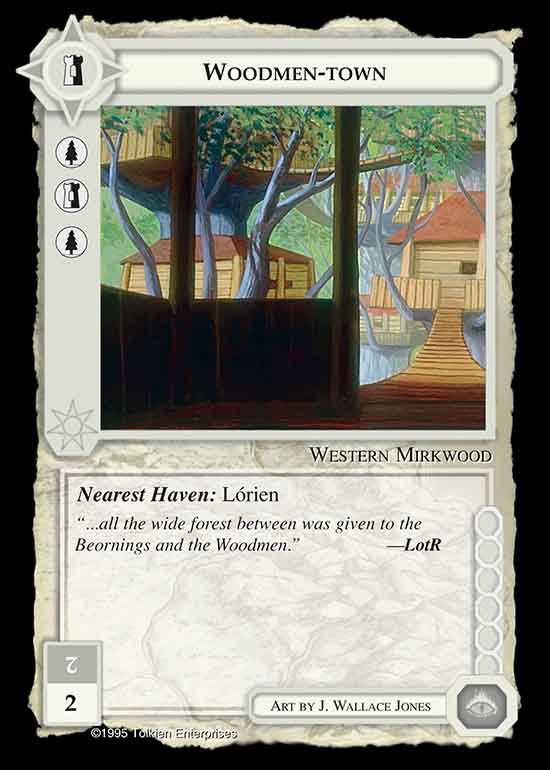 Woodmen-town
Western Mirkwood
Nearest Haven: Lórien
“...all the wide forest between was given to the
Beornings and the Woodmen.” —LotR
2
2
Art by J. Wallace Jones
©1995 Tolkien Enterprises